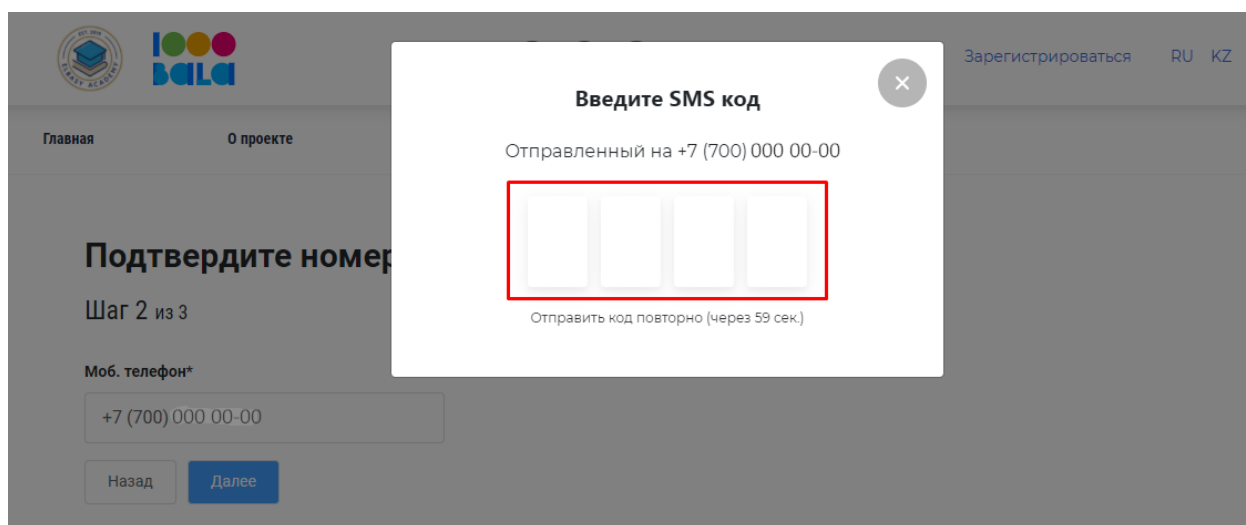 EST. 2019
ELBASY ACADEMY
1000
bala
Зарегистрироваться
RU KZ
Главная
О проекте
Введите SMS код
Отправленный на +7 (700) 000 00-00
Отправить код повторно (через 59 сек.)
Подтвердите номер
Шаг 2 из 3
Моб. телефон*
+7 (700) 000 00-00
Назад
Далее